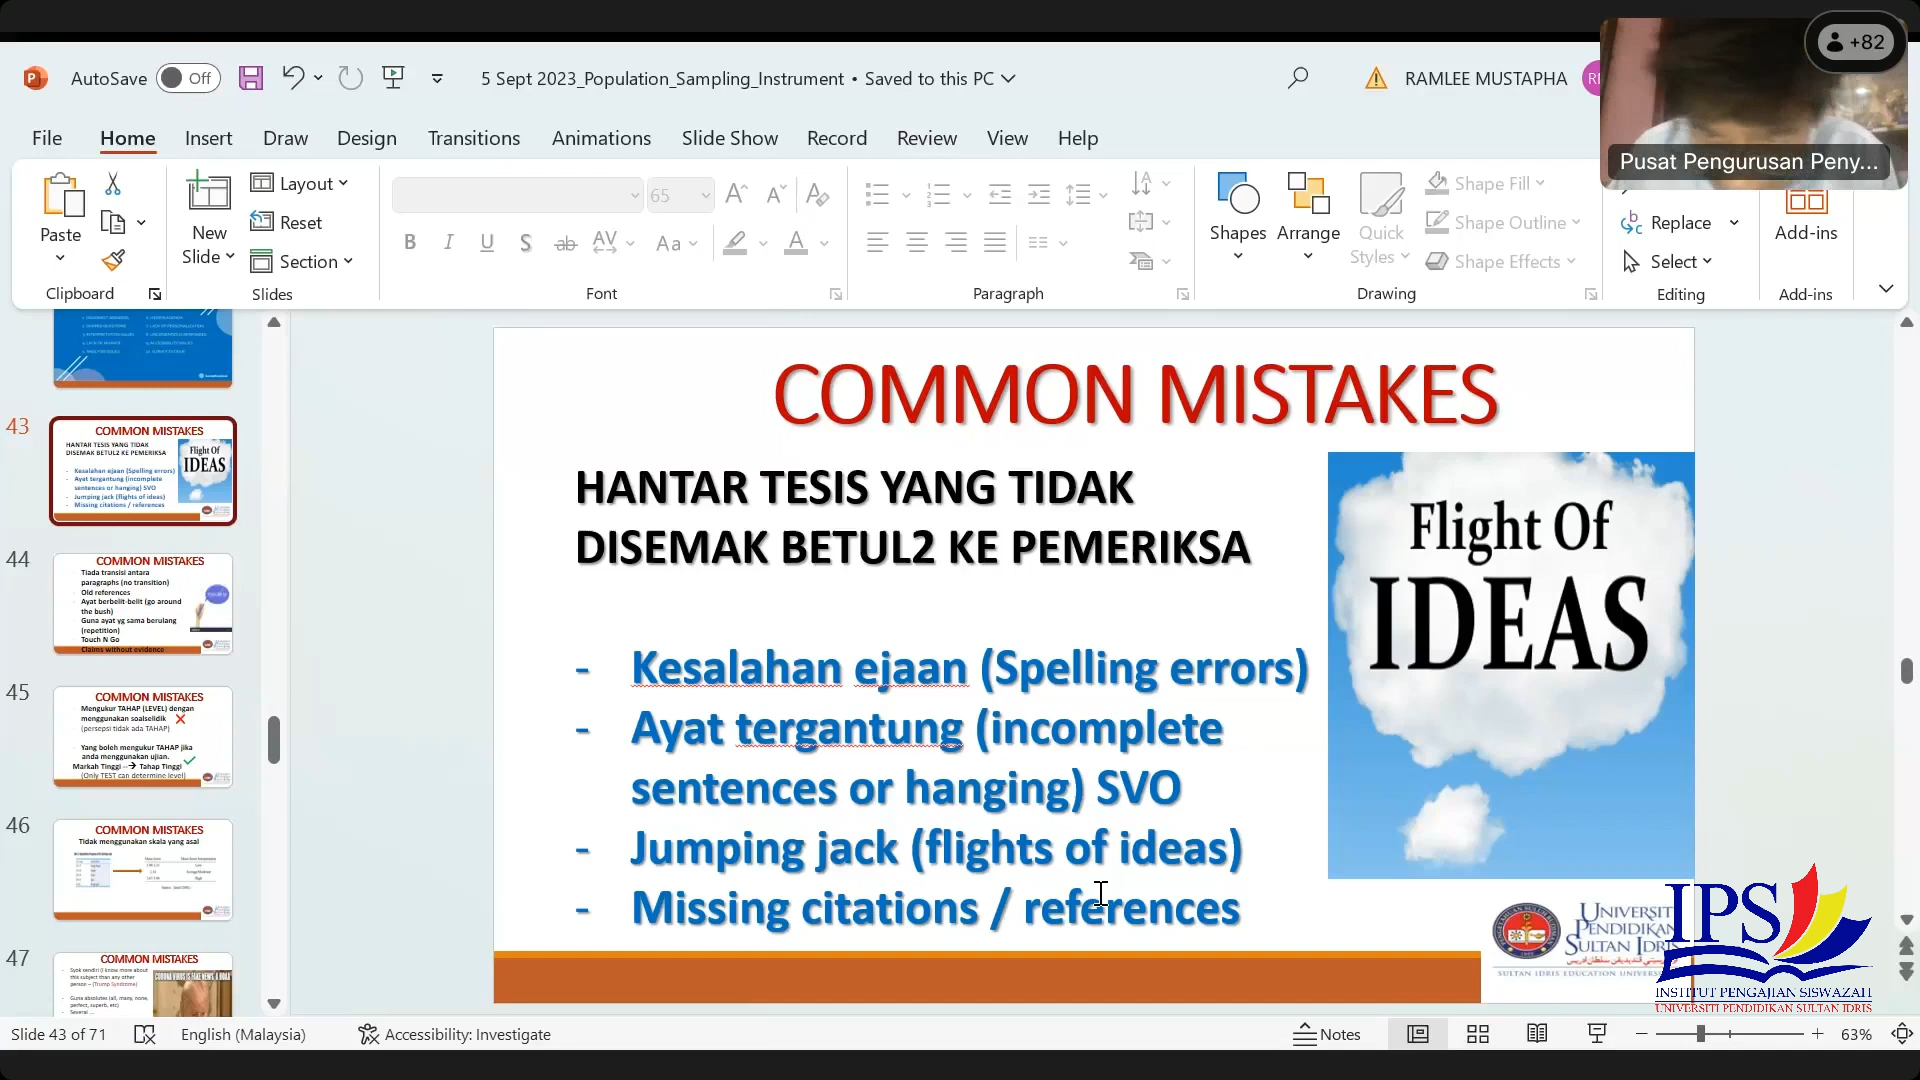 +82
AutoSave Off 5 Sept 2023_Population_Sampling_Instrument • Saved to this PC RAMLEE MUSTAPHA
Pusat Pengurusan Peny...
File Home Insert Draw Design Transitions Animations Slide Show Record Review View Help
Paste
New Slide
Layout
Reset
Section
65
Shapes
Arrange
Quick Styles
Shape Fill
Shape Outline
Shape Effects
Replace
Select
Add-ins
Clipboard Slides Font Paragraph Drawing Editing Add-ins
43
COMMON MISTAKES
HANTAR TESIS YANG TIDAK
DISEMAK BETUL2 KE PEMERIKSA
- Kesalahan ejaan (Spelling errors)
- Ayat tergantung (incomplete
sentences or hanging) SVO
- Jumping jack (flights of ideas)
- Missing citations / references
Flight Of
IDEAS
44
COMMON MISTAKES
Tiada transisi antara
paragraphs (no transition)
Old references
Ayat berbelit-belit (go around
the bush)
Guna ayat yg sama berulang
(repetition)
Touch N Go
Claims without evidence
45
COMMON MISTAKES
Mengukur TAHAP (LEVEL) dengan
menggunakan soalselidik
(persepsi tidak ada TAHAP)
Yang boleh mengukur TAHAP jika
anda menggunakan ujian.
Markah Tinggi --→ Tahap Tinggi
(Only TEST can determine level)
46
COMMON MISTAKES
Tidak menggunakan skala yang asal
47
COMMON MISTAKES
- Syok sendiri (I know more about
this subject than any other
person – (Trump Syndrome)
- Guna absolutes (all, many, none,
perfect, superb, etc)
- Several ...
COMMON MISTAKES
HANTAR TESIS YANG TIDAK
DISEMAK BETUL2 KE PEMERIKSA
- Kesalahan ejaan (Spelling errors)
- Ayat tergantung (incomplete
sentences or hanging) SVO
- Jumping jack (flights of ideas)
- Missing citations / references
Flight Of
IDEAS
UNIVERSITI
PENDIDIKAN
SULTAN IDRIS
SULTAN IDRIS EDUCATION
IPS
INSTITUT PENGAJIAN SISWAZAH
UNIVERSITI PENDIDIKAN SULTAN IDRIS
Slide 43 of 71 English (Malaysia) Accessibility: Investigate Notes 63%